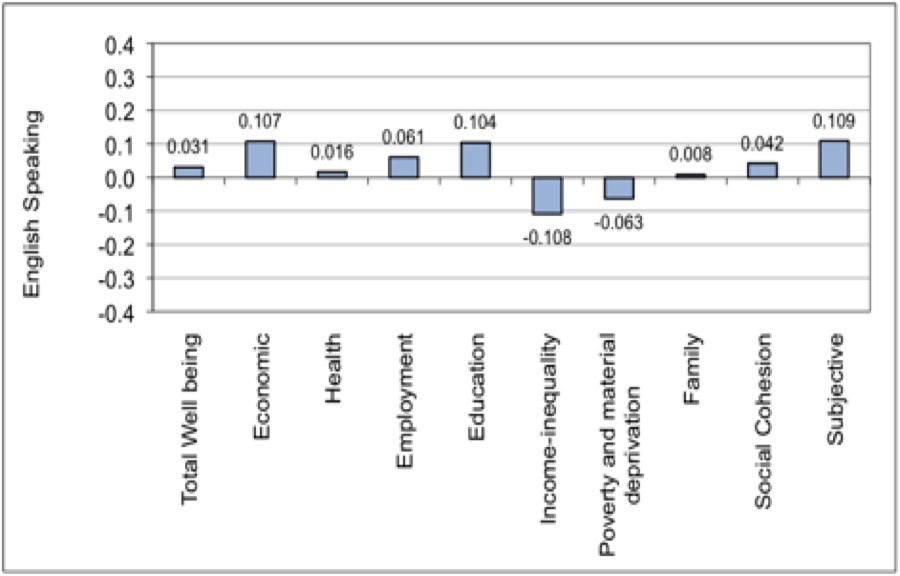 English Speaking
0.4
0.3
0.2
0.1
0.0
-0.1
-0.2
-0.3
-0.4
0.031
0.107
0.016
0.061
0.104
-0.108
-0.063
0.008
0.042
0.109
Total Well being
Economic
Health
Employment
Education
Income-inequality
Poverty and material
deprivation
Family
Social Cohesion
Subjective